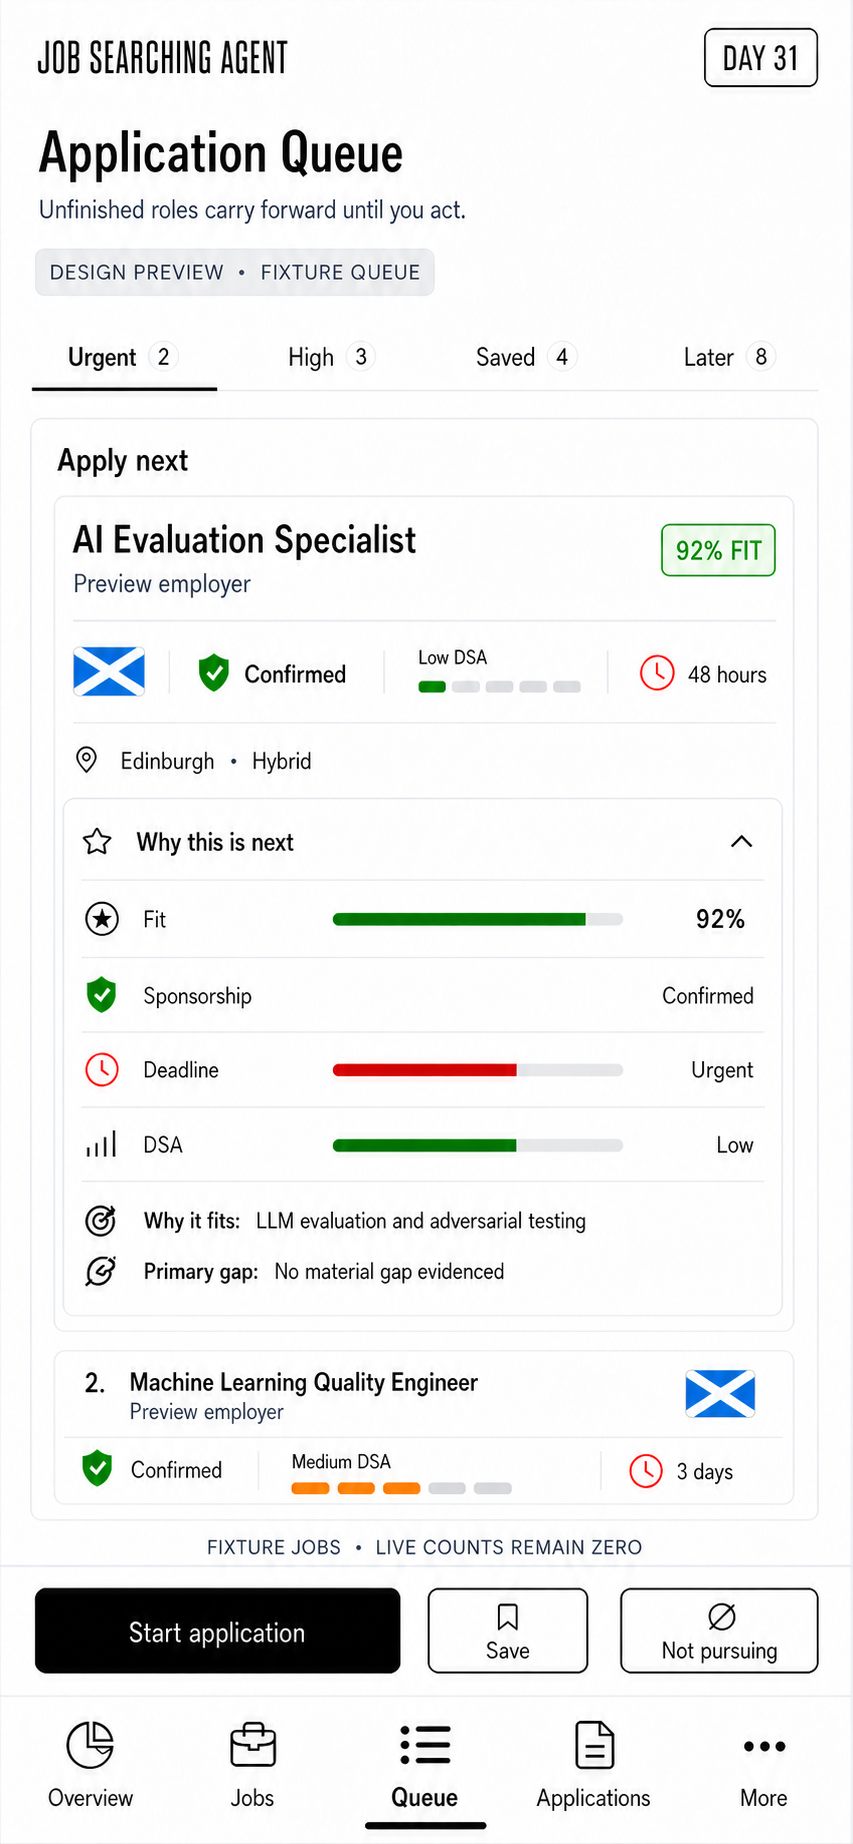 JOB SEARCHING AGENT
DAY 31
Application Queue
Unfinished roles carry forward until you act.
DESIGN PREVIEW • FIXTURE QUEUE
Urgent 2
High 3
Saved 4
Later 8
Apply next
AI Evaluation Specialist
92% FIT
Preview employer
Confirmed
Low DSA
48 hours
Edinburgh • Hybrid
Why this is next
Fit 92%
Sponsorship Confirmed
Deadline Urgent
DSA Low
Why it fits: LLM evaluation and adversarial testing
Primary gap: No material gap evidenced
2. Machine Learning Quality Engineer
Preview employer
Confirmed
Medium DSA
3 days
FIXTURE JOBS • LIVE COUNTS REMAIN ZERO
Start application
Save
Not pursuing
Overview
Jobs
Queue
Applications
More